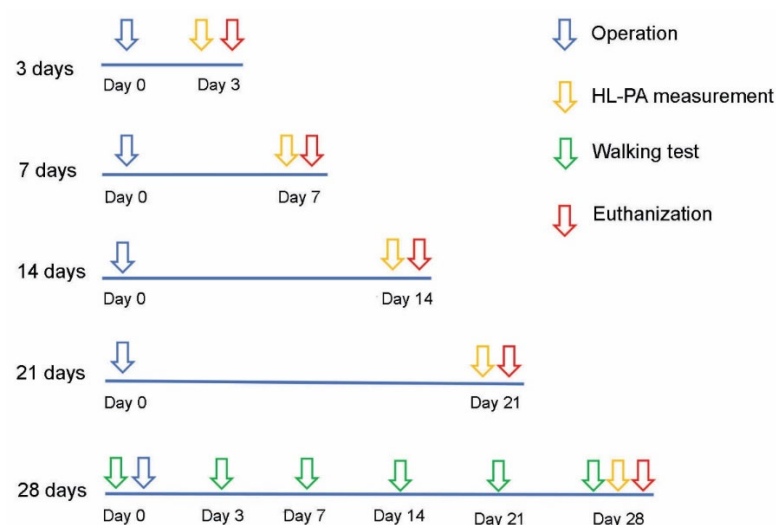 Operation
3 days
Day 0 Day 3
HL-PA measurement
Walking test
7 days
Day 0 Day 7
Euthanization
14 days
Day 0 Day 14
21 days
Day 0 Day 21
28 days
Day 0 Day 3 Day 7 Day 14 Day 21 Day 28